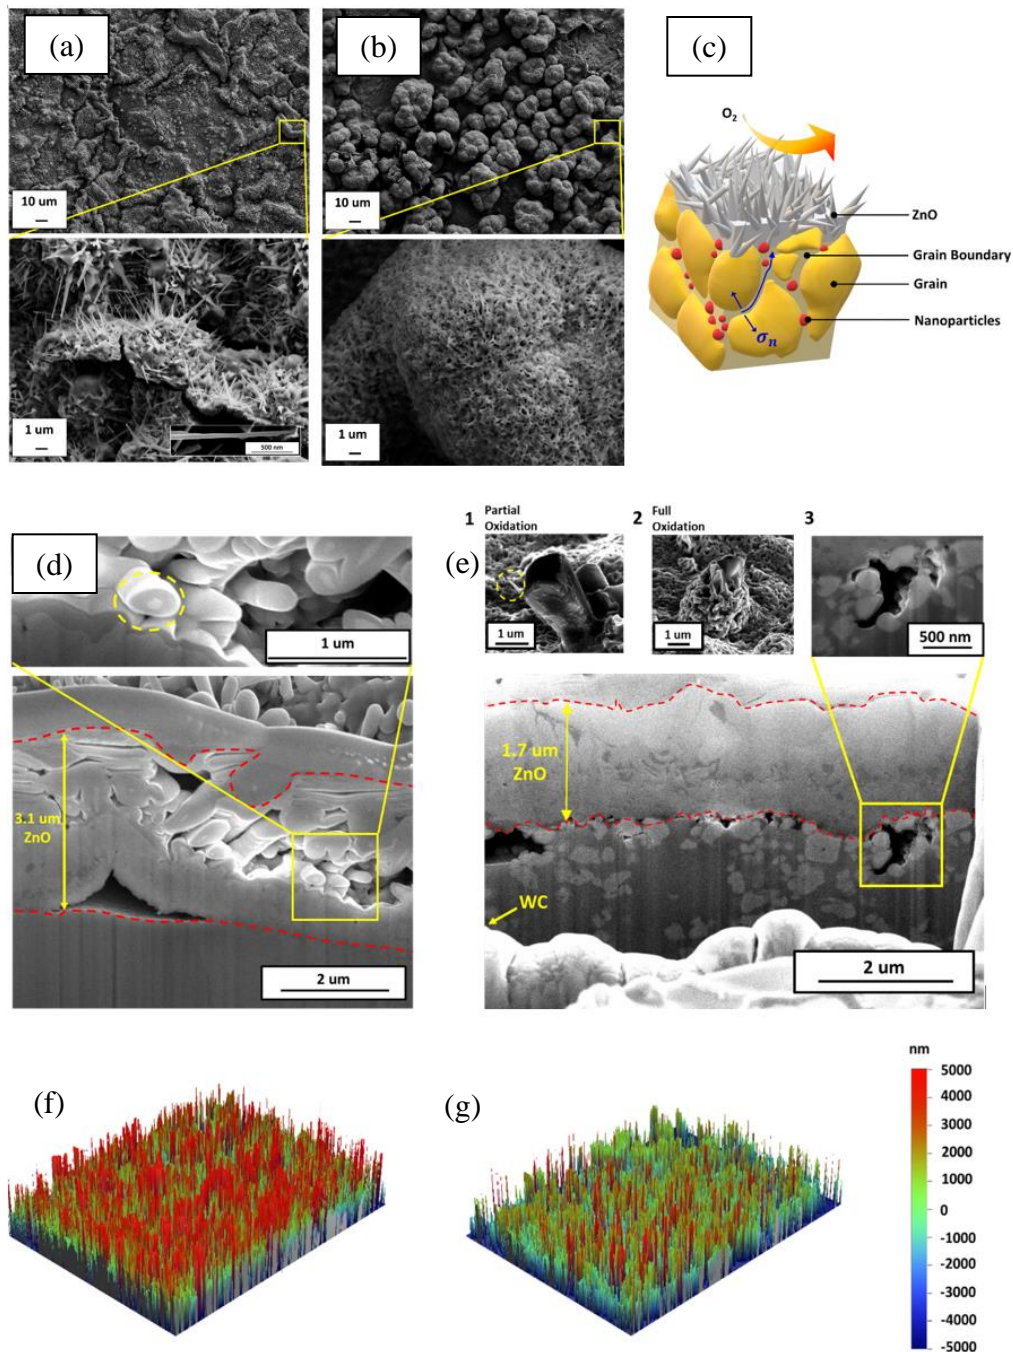 (a)
(b)
(c)
10 um
10 um
O2
ZnO
Grain Boundary
Grain
Nanoparticles
σn
1 um
500 nm
1 um
(d)
1 um
3.1 um
ZnO
2 um
(e)
1
Partial
Oxidation
2
Full
Oxidation
3
1 um
1 um
500 nm
1.7 um
ZnO
WC
2 um
(f)
(g)
nm
5000
4000
3000
2000
1000
0
-1000
-2000
-3000
-4000
-5000